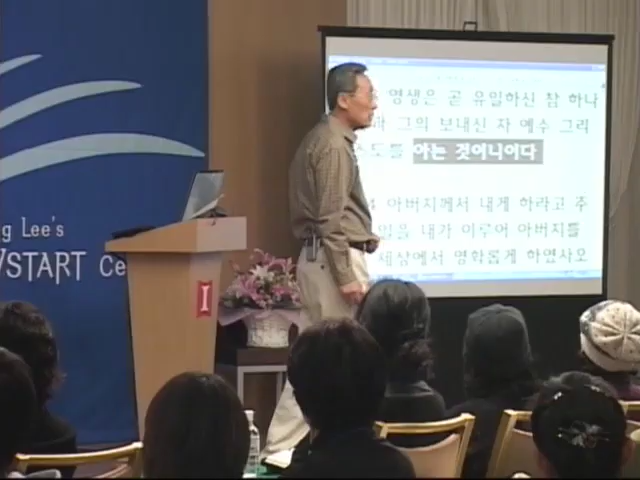 영생은 곧 유일하신 참 하나
그의 보내신 자 예수 그리
도를 아는 것이니이다
4 아버지께서 내게 하라고 주
일을 내가 이루어 아버지를
세상에서 영화롭게 하였사오
g Lee's
START Ce
I